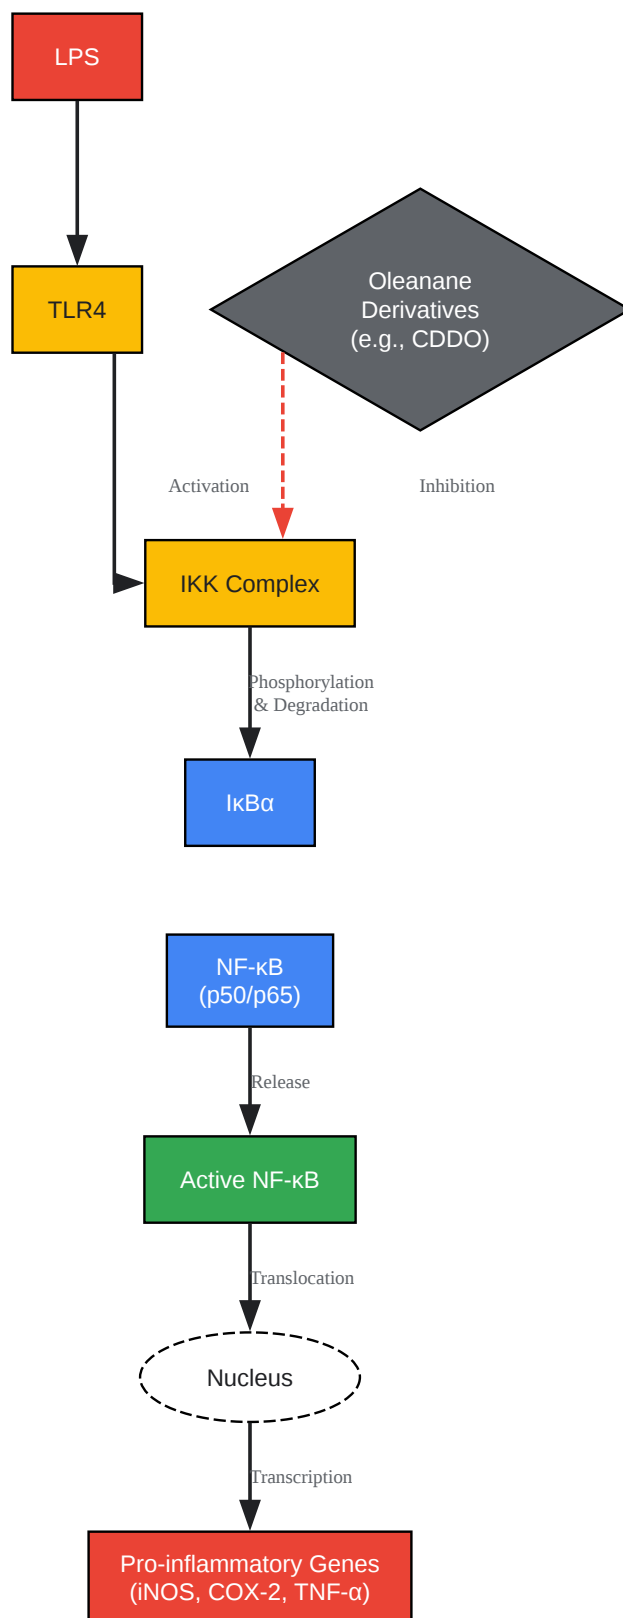 LPS
TLR4
Oleanane
Derivatives
(e.g., CDDO)
Activation
Inhibition
IKK Complex
Phosphorylation
& Degradation
IκBα
NF-κB
(p50/p65)
Release
Active NF-κB
Translocation
Nucleus
Transcription
Pro-inflammatory Genes
(iNOS, COX-2, TNF-α)